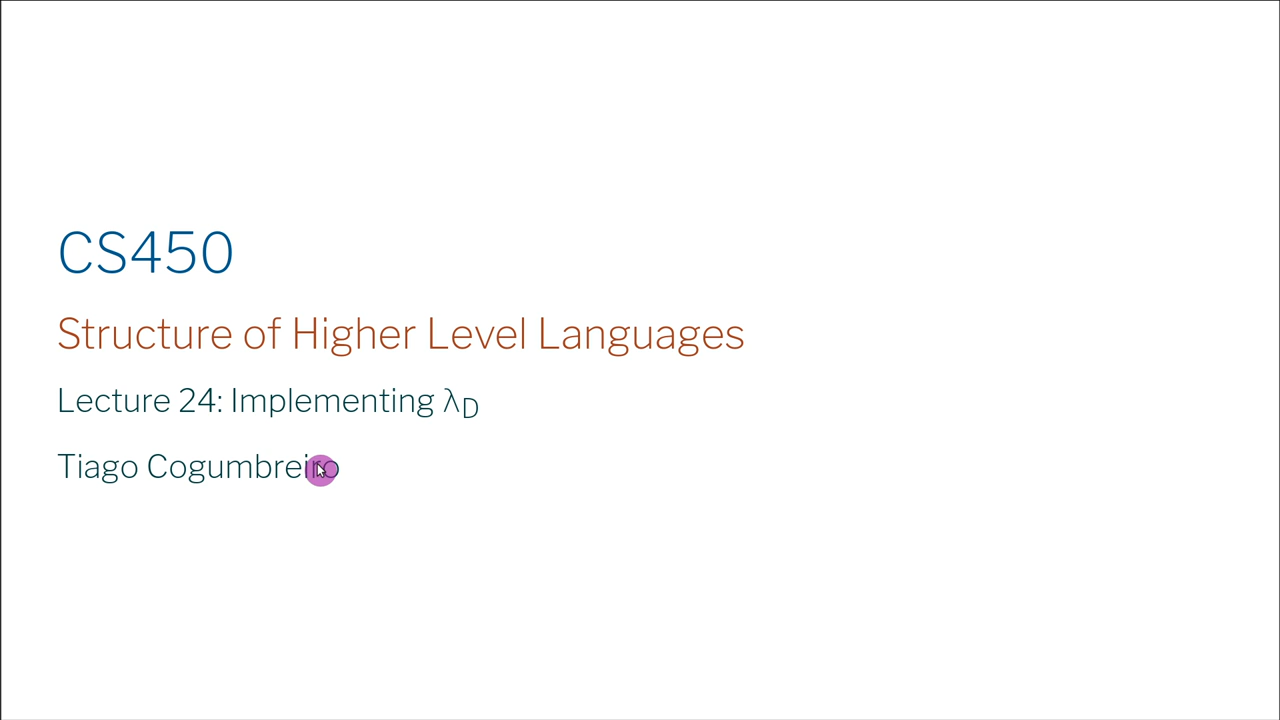 CS450
Structure of Higher Level Languages
Lecture 24: Implementing λD
Tiago Cogumbreiro